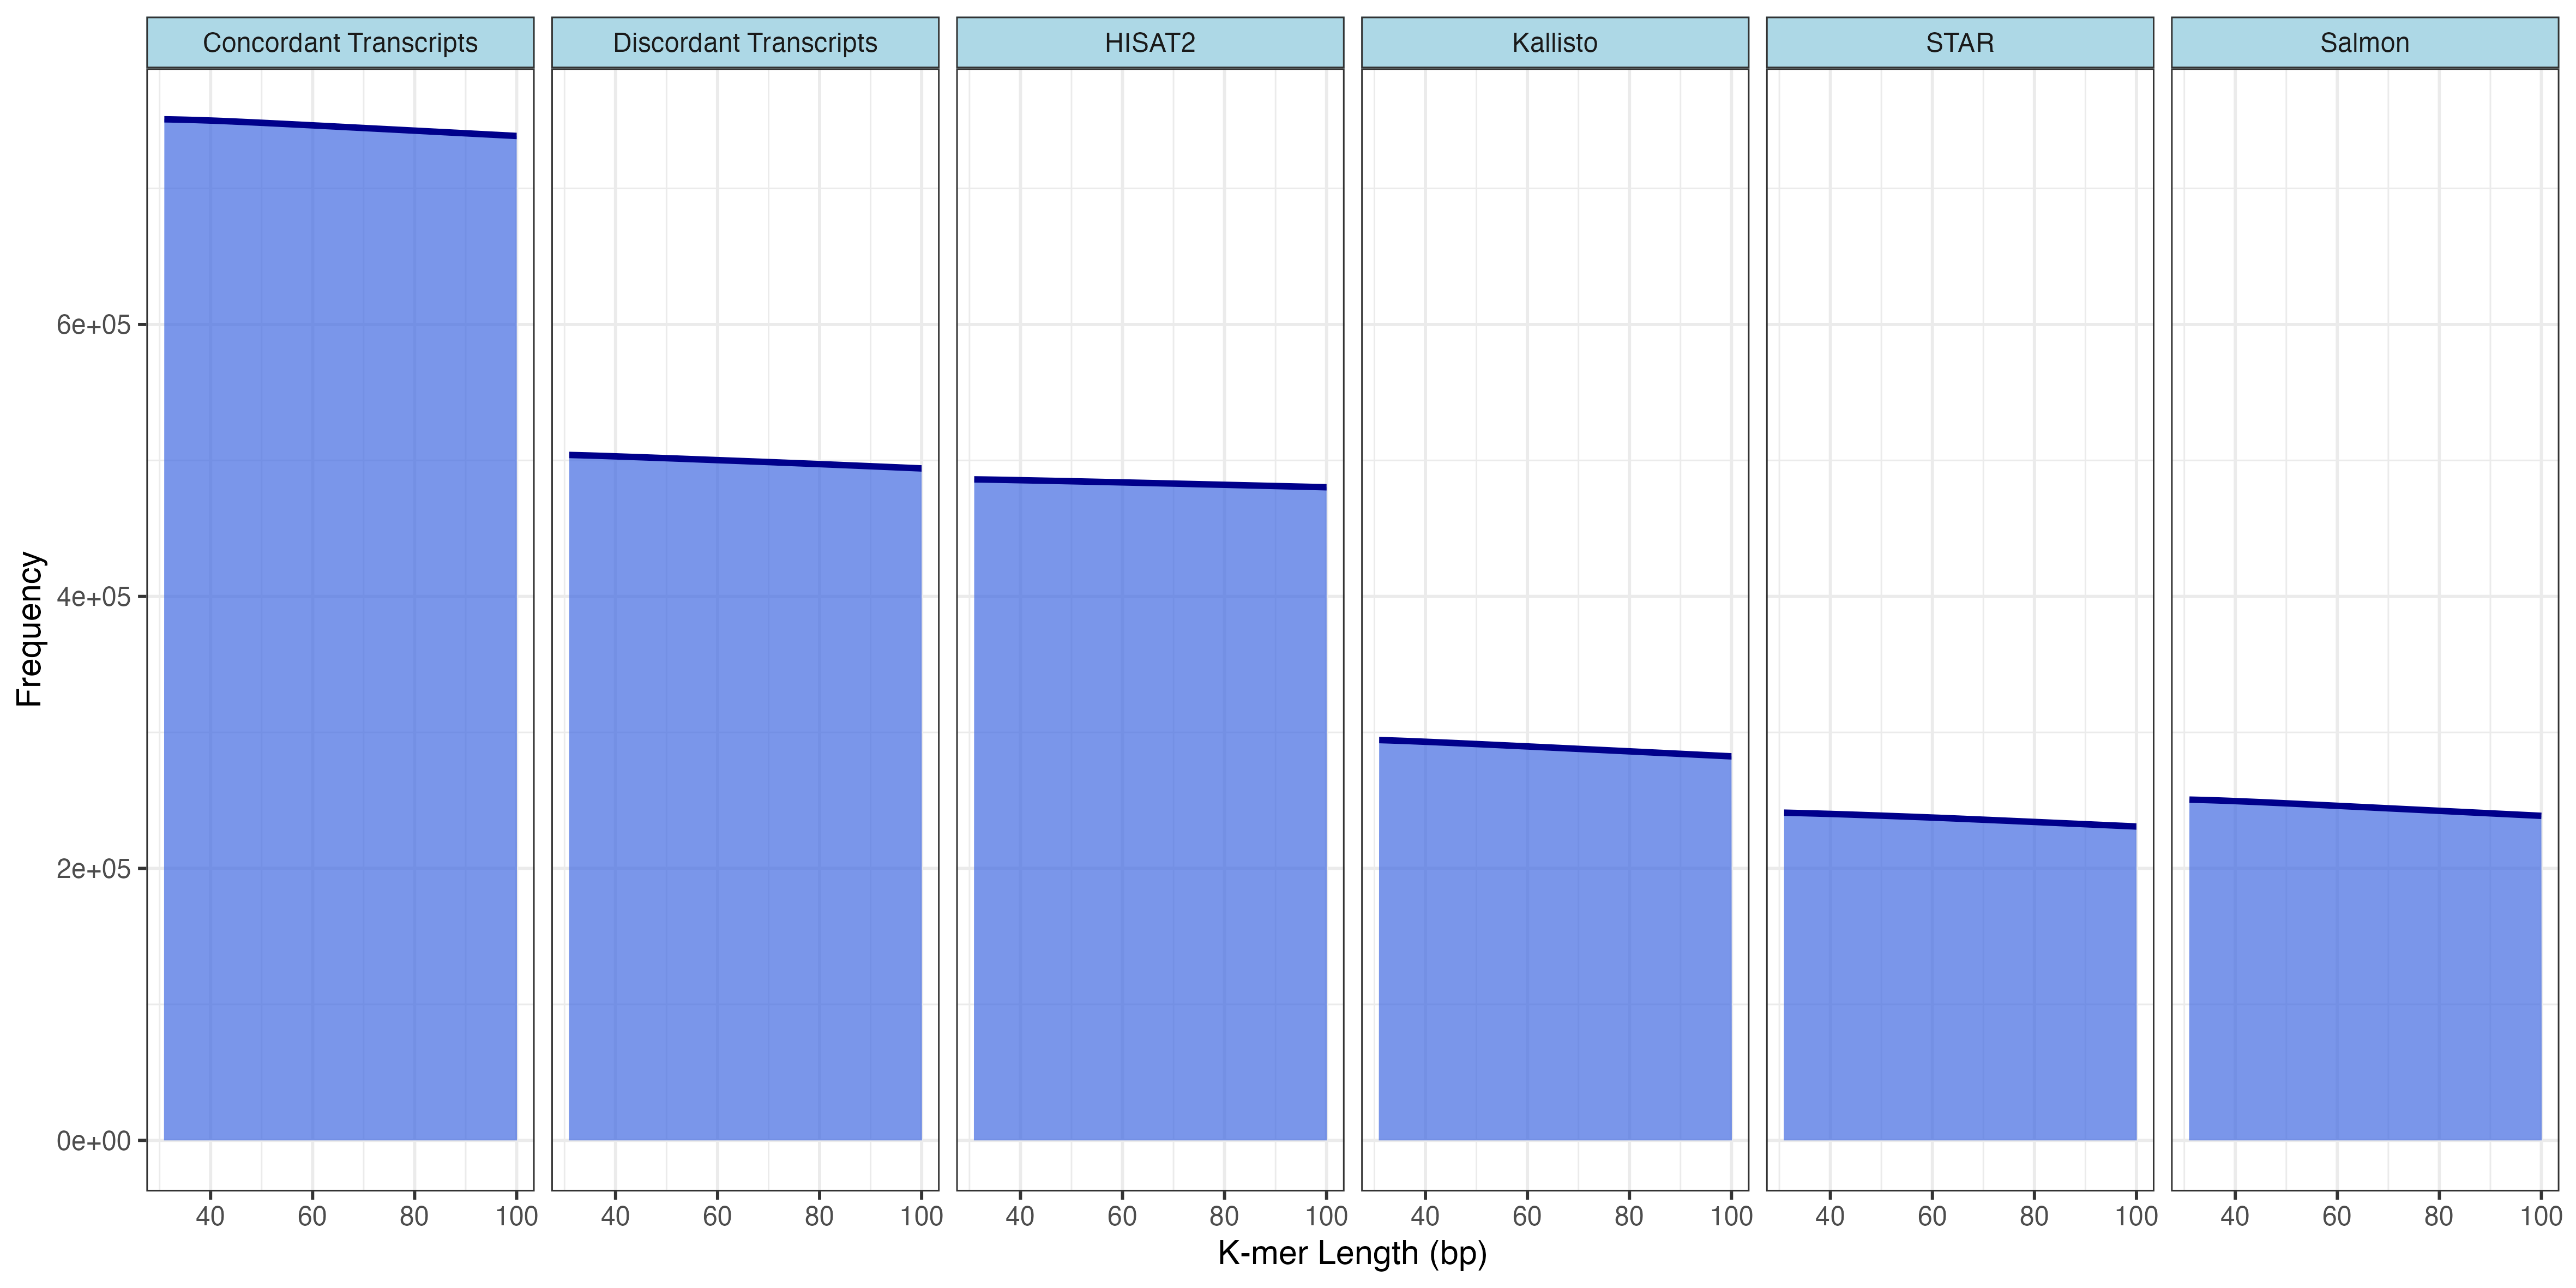 Concordant Transcripts
Discordant Transcripts
HISAT2
Kallisto
STAR
Salmon
Frequency
6e+05
4e+05
2e+05
0e+00
40 60 80 100
40 60 80 100
40 60 80 100
40 60 80 100
40 60 80 100
40 60 80 100
K-mer Length (bp)